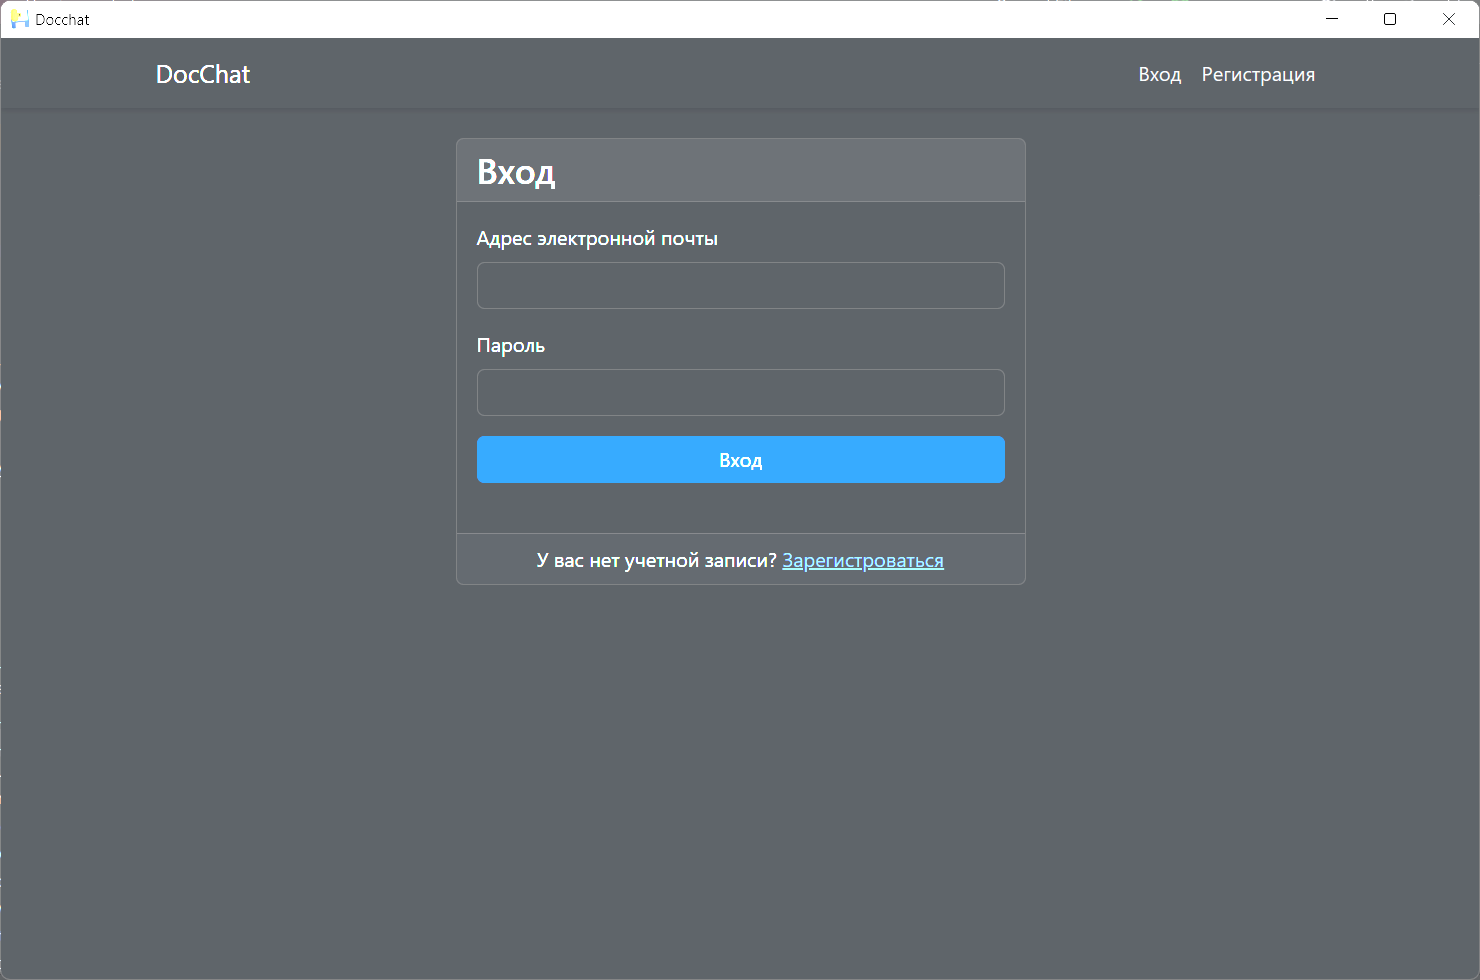 Docchat
DocChat
Вход
Регистрация
Вход
Адрес электронной почты
Пароль
Вход
У вас нет учетной записи? Зарегистроваться